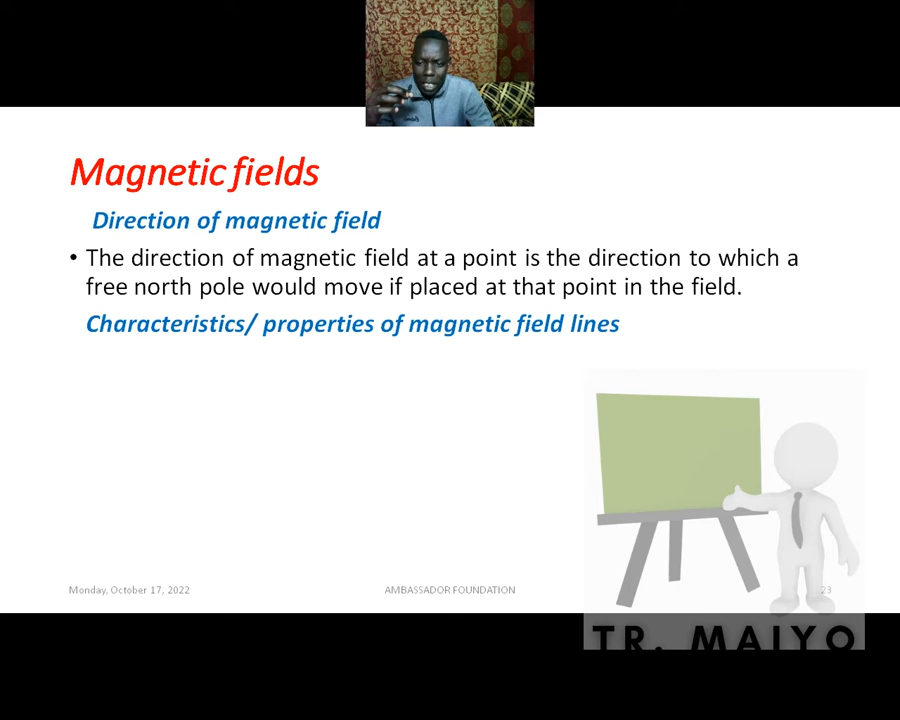 Magnetic fields
Direction of magnetic field
• The direction of magnetic field at a point is the direction to which a
free north pole would move if placed at that point in the field.
Characteristics/ properties of magnetic field lines
Monday, October 17, 2022
AMBASSADOR FOUNDATION
23
TR. MAIYO